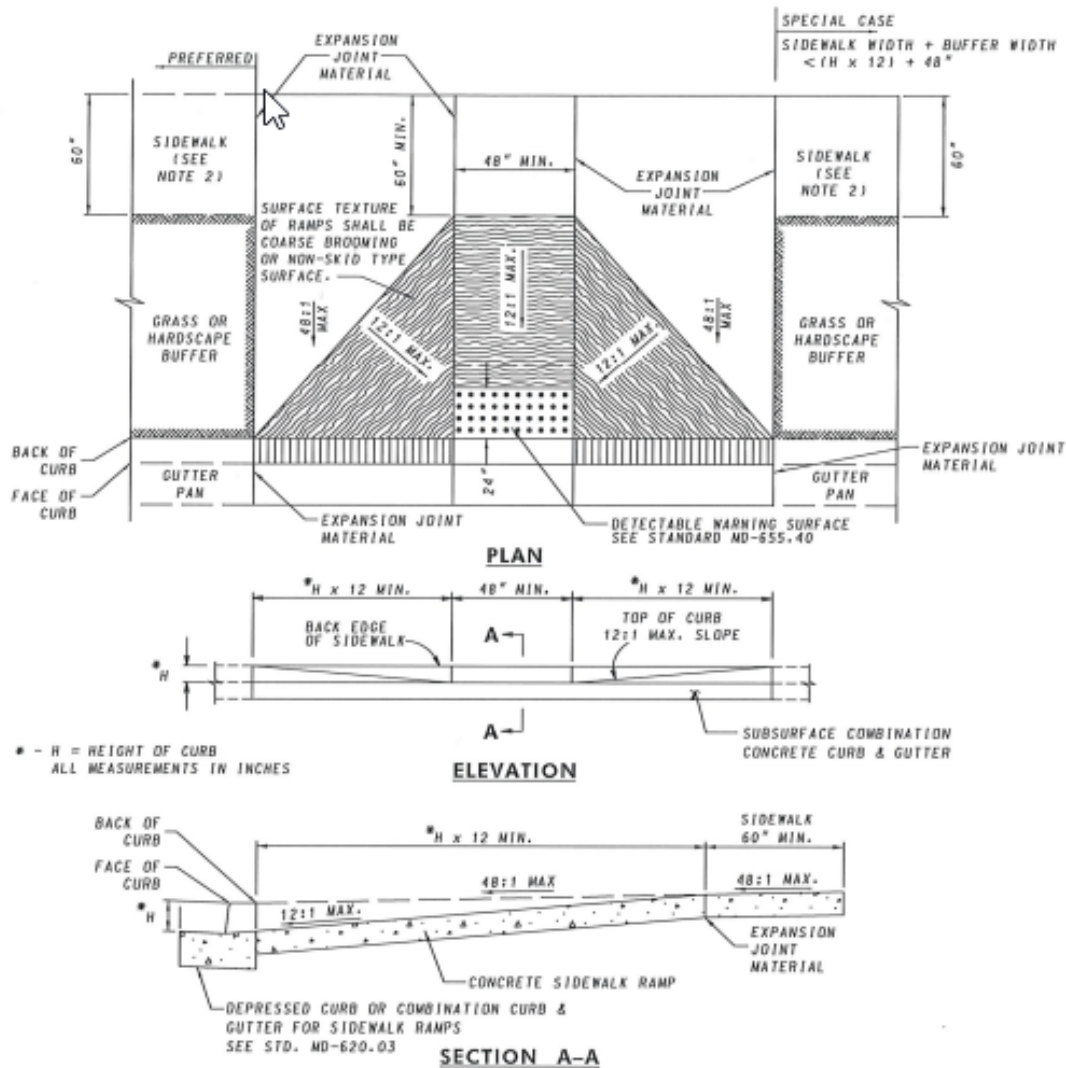 SPECIAL CASE
SIDEWALK WIDTH + BUFFER WIDTH
<(H x 12) + 48"
PREFERRED
EXPANSION
JOINT
MATERIAL
60"
SIDEWALK
(SEE
NOTE 2)
60" MIN.
48" MIN.
EXPANSION
JOINT
MATERIAL
SIDEWALK
(SEE
NOTE 2)
60"
SURFACE TEXTURE
OF RAMPS SHALL BE
COARSE BROOMING
OR NON-SKID TYPE
SURFACE.
48:1
MAX
12:1 MAX.
12:1 MAX.
12:1 MAX.
48:1
MAX
GRASS OR
HARDSCAPE
BUFFER
GRASS OR
HARDSCAPE
BUFFER
BACK OF
CURB
FACE OF
CURB
GUTTER
PAN
24"
EXPANSION JOINT
MATERIAL
GUTTER
PAN
EXPANSION JOINT
MATERIAL
DETECTABLE WARNING SURFACE
SEE STANDARD MD-655.40
PLAN
*H x 12 MIN.
48" MIN.
*H x 12 MIN.
BACK EDGE
OF SIDEWALK
A
TOP OF CURB
12:1 MAX. SLOPE
*H
A
SUBSURFACE COMBINATION
CONCRETE CURB & GUTTER
* - H = HEIGHT OF CURB
ALL MEASUREMENTS IN INCHES
ELEVATION
BACK OF
CURB
FACE OF
CURB
*H x 12 MIN.
SIDEWALK
60" MIN.
*H
12:1 MAX.
48:1 MAX
48:1 MAX.
EXPANSION
JOINT
MATERIAL
CONCRETE SIDEWALK RAMP
DEPRESSED CURB OR COMBINATION CURB &
GUTTER FOR SIDEWALK RAMPS
SEE STD. MD-620.03
SECTION A-A